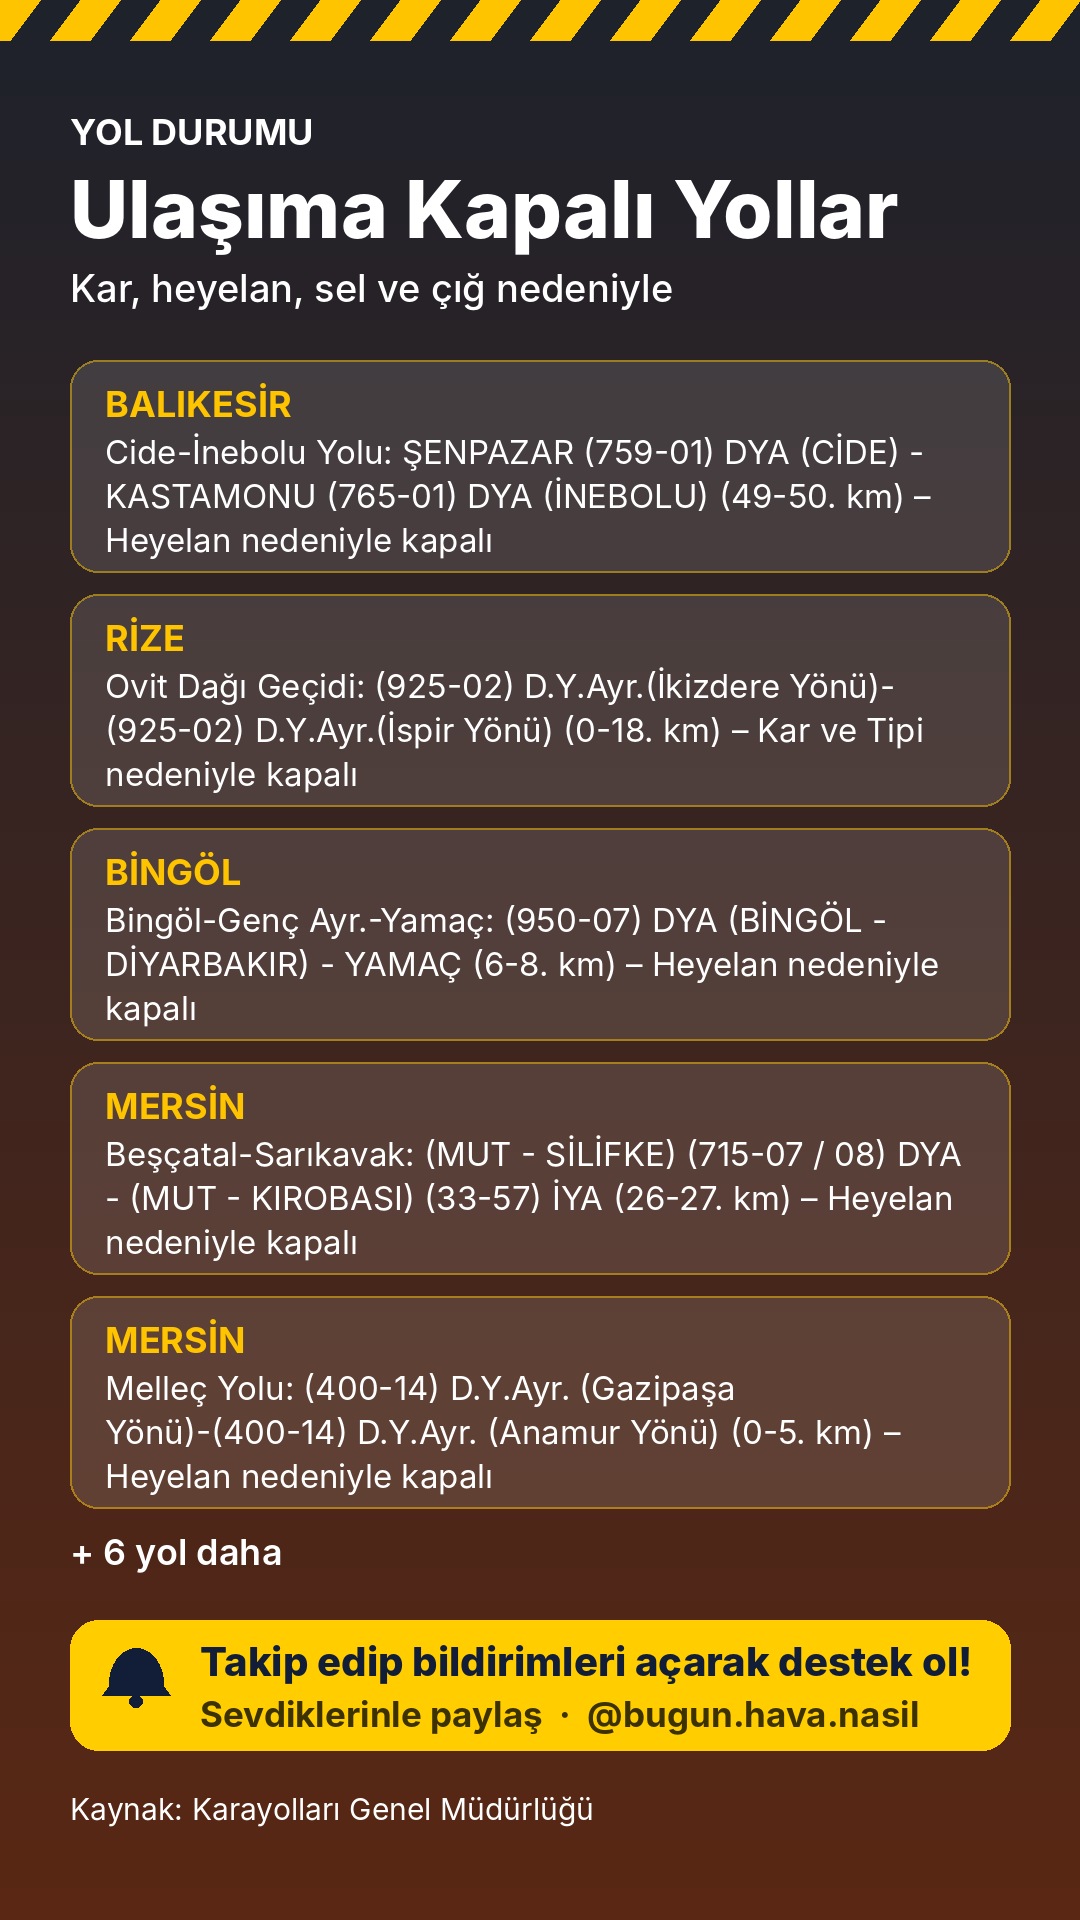 YOL DURUMU
Ulaşıma Kapalı Yollar
Kar, heyelan, sel ve çığ nedeniyle
BALIKESİR
Cide-İnebolu Yolu: ŞENPAZAR (759-01) DYA (CİDE) -
KASTAMONU (765-01) DYA (İNEBOLU) (49-50. km) –
Heyelan nedeniyle kapalı
RİZE
Ovit Dağı Geçidi: (925-02) D.Y.Ayr.(İkizdere Yönü)-
(925-02) D.Y.Ayr.(İspir Yönü) (0-18. km) – Kar ve Tipi
nedeniyle kapalı
BİNGÖL
Bingöl-Genç Ayr.-Yamaç: (950-07) DYA (BİNGÖL -
DİYARBAKIR) - YAMAÇ (6-8. km) – Heyelan nedeniyle
kapalı
MERSİN
Beşçatal-Sarıkavak: (MUT - SİLİFKE) (715-07 / 08) DYA
- (MUT - KIROBASI) (33-57) İYA (26-27. km) – Heyelan
nedeniyle kapalı
MERSİN
Melleç Yolu: (400-14) D.Y.Ayr. (Gazipaşa
Yönü)-(400-14) D.Y.Ayr. (Anamur Yönü) (0-5. km) –
Heyelan nedeniyle kapalı
+ 6 yol daha
Takip edip bildirimleri açarak destek ol!
Sevdiklerinle paylaş · @bugun.hava.nasil
Kaynak: Karayolları Genel Müdürlüğü